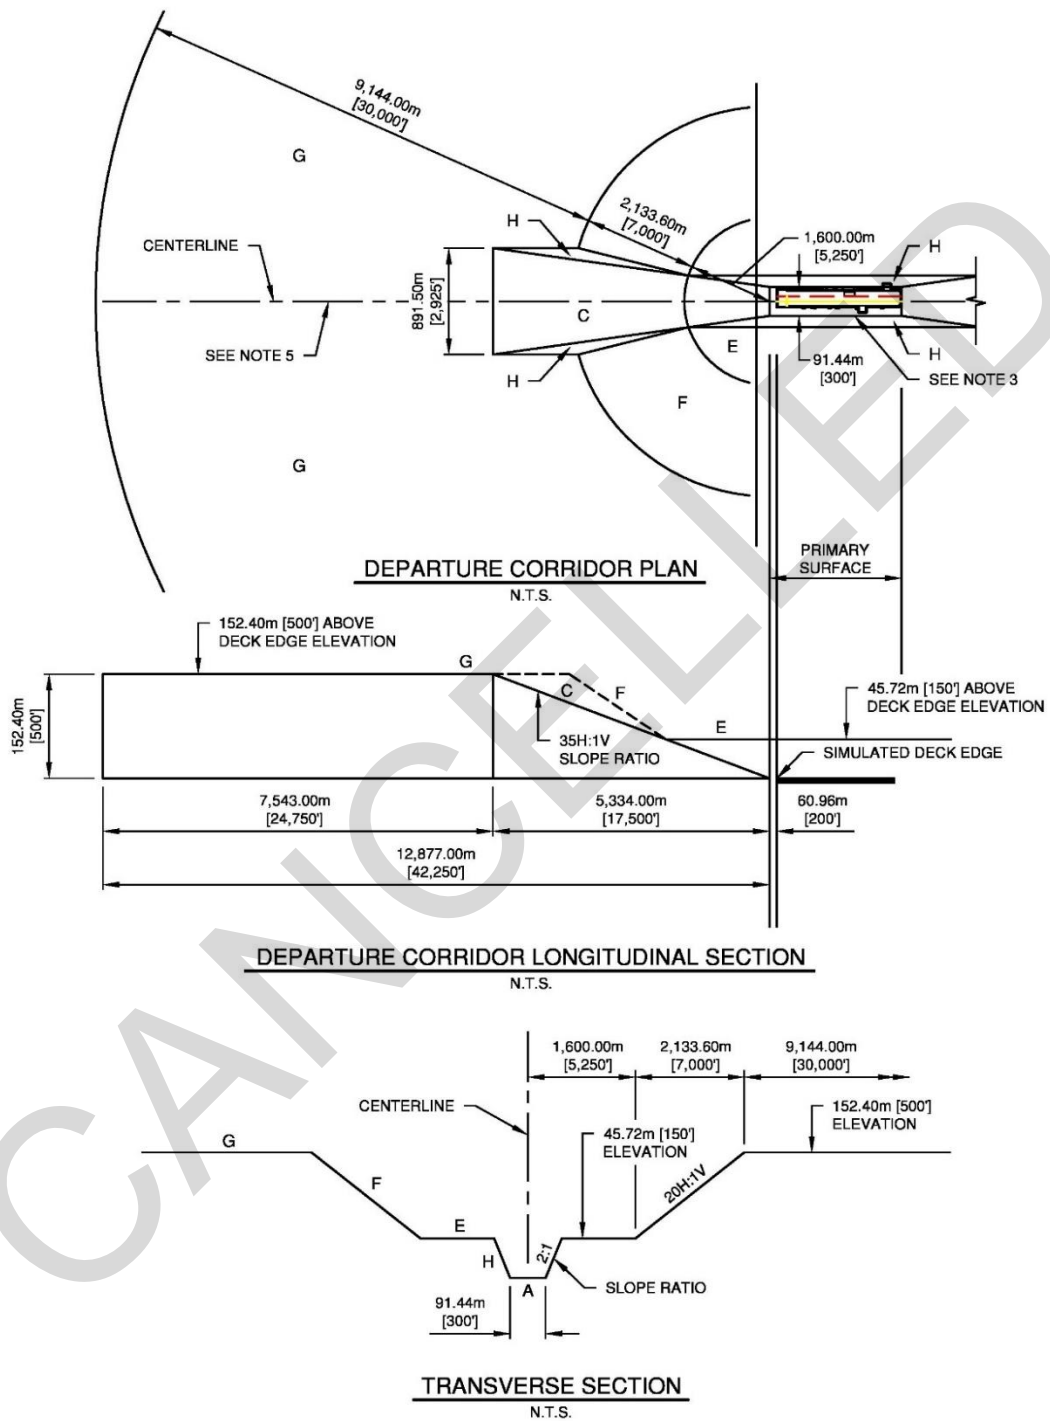 9,144.00m
[30,000']
G
2,133.60m
[7,000']
H
1,600.00m
[5,250']
H
CENTERLINE
891.50m
[2,925']
C
SEE NOTE 5
E
91.44m
[300']
H
H
SEE NOTE 3
F
G
DEPARTURE CORRIDOR PLAN
N.T.S.
PRIMARY
SURFACE
152.40m [500'] ABOVE
DECK EDGE ELEVATION
G
C
F
E
45.72m [150'] ABOVE
DECK EDGE ELEVATION
152.40m
[500']
35H:1V
SLOPE RATIO
SIMULATED DECK EDGE
7,543.00m
[24,750']
5,334.00m
[17,500']
60.96m
[200']
12,877.00m
[42,250']
DEPARTURE CORRIDOR LONGITUDINAL SECTION
N.T.S.
1,600.00m
[5,250']
2,133.60m
[7,000']
9,144.00m
[30,000']
CENTERLINE
45.72m [150']
ELEVATION
152.40m [500']
ELEVATION
G
F
20H:1V
E
H
2:1
A
SLOPE RATIO
91.44m
[300']
TRANSVERSE SECTION
N.T.S.
CANCELLED